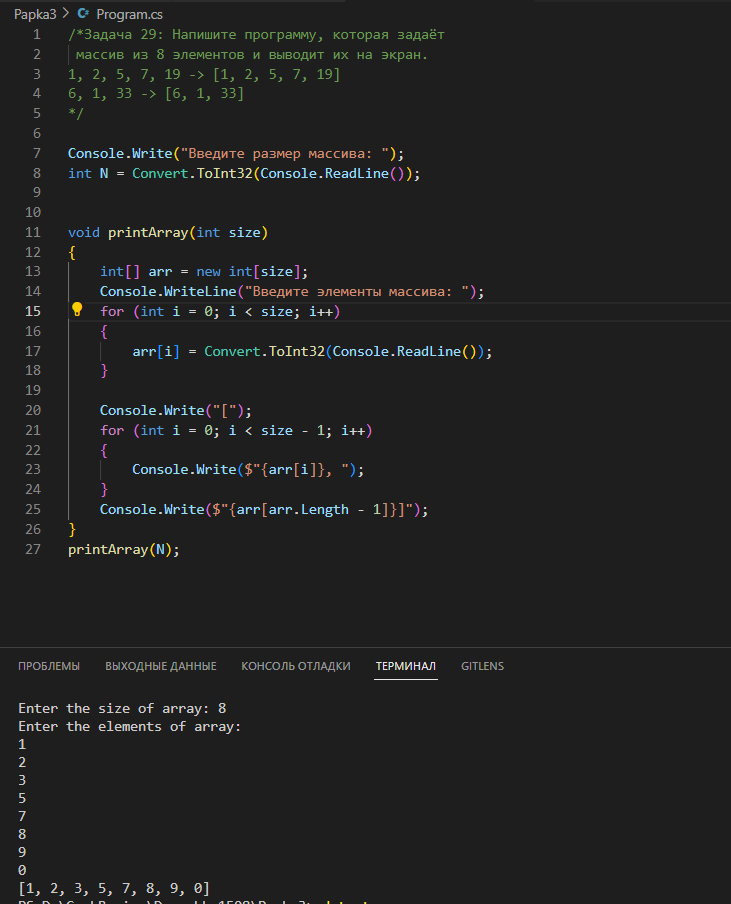 Papka3 > C# Program.cs
1 /*Задача 29: Напишите программу, которая задаёт
2 массив из 8 элементов и выводит их на экран.
3 1, 2, 5, 7, 19 -> [1, 2, 5, 7, 19]
4 6, 1, 33 -> [6, 1, 33]
5 */
6
7 Console.Write("Введите размер массива: ");
8 int N = Convert.ToInt32(Console.ReadLine());
9
10
11 void printArray(int size)
12 {
13     int[] arr = new int[size];
14     Console.WriteLine("Введите элементы массива: ");
15     for (int i = 0; i < size; i++)
16     {
17         arr[i] = Convert.ToInt32(Console.ReadLine());
18     }
19
20     Console.Write("[");
21     for (int i = 0; i < size - 1; i++)
22     {
23         Console.Write($"{arr[i]}, ");
24     }
25     Console.Write($"{arr[arr.Length - 1]}]");
26 }
27 printArray(N);
ПРОБЛЕМЫ ВЫХОДНЫЕ ДАННЫЕ КОНСОЛЬ ОТЛАДКИ ТЕРМИНАЛ GITLENS
Enter the size of array: 8
Enter the elements of array:
1
2
3
5
7
8
9
0
[1, 2, 3, 5, 7, 8, 9, 0]